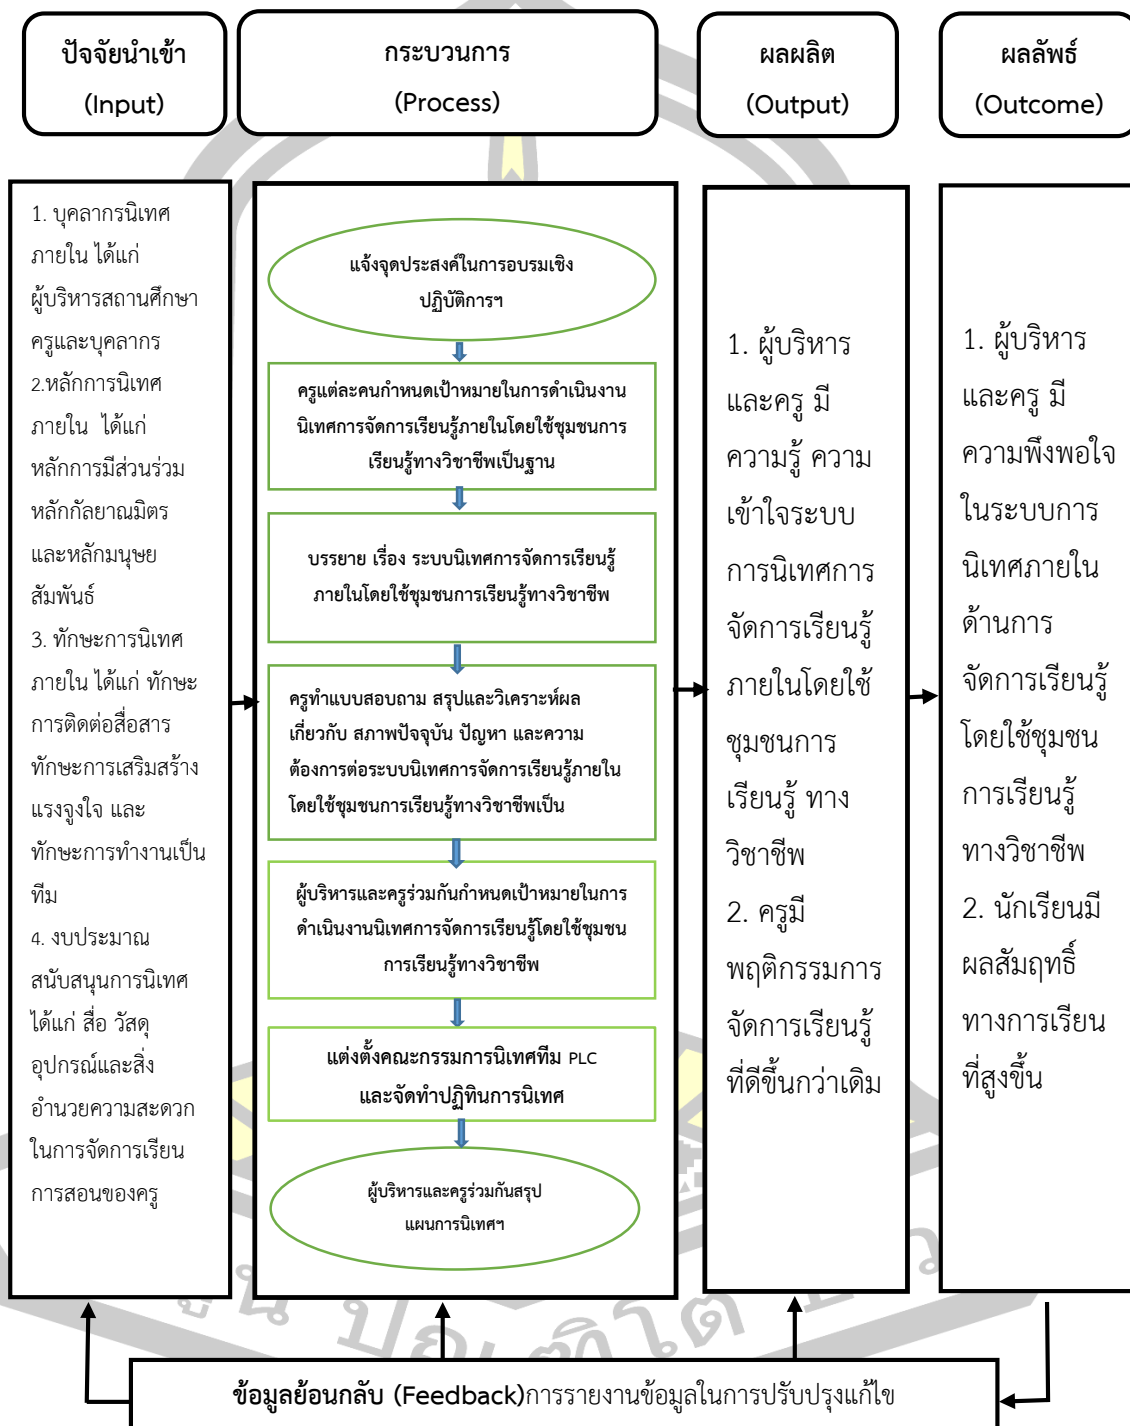 ปัจจัยนำเข้า
(Input)
กระบวนการ
(Process)
ผลผลิต
(Output)
ผลลัพธ์
(Outcome)
1. บุคลากรนิเทศ
ภายใน ได้แก่
ผู้บริหารสถานศึกษา
ครูและบุคลากร
2.หลักการนิเทศ
ภายใน ได้แก่
หลักการมีส่วนร่วม
หลักกัลยาณมิตร
และหลักมนุษย
สัมพันธ์
3. ทักษะการนิเทศ
ภายใน ได้แก่ ทักษะ
การติดต่อสื่อสาร
ทักษะการเสริมสร้าง
แรงจูงใจ และ
ทักษะการทำงานเป็น
ทีม
4. งบประมาณ
สนับสนุนการนิเทศ
ได้แก่ สื่อ วัสดุ
อุปกรณ์และสิ่ง
อำนวยความสะดวก
ในการจัดการเรียน
การสอนของครู
แจ้งจุดประสงค์ในการอบรมเชิง
ปฏิบัติการฯ
ครูแต่ละคนกำหนดเป้าหมายในการดำเนินงาน
นิเทศการจัดการเรียนรู้ภายในโดยใช้ชุมชนการ
เรียนรู้ทางวิชาชีพเป็นฐาน
บรรยาย เรื่อง ระบบนิเทศการจัดการเรียนรู้
ภายในโดยใช้ชุมชนการเรียนรู้ทางวิชาชีพ
ครูทำแบบสอบถาม สรุปและวิเคราะห์ผล
เกี่ยวกับ สภาพปัจจุบัน ปัญหา และความ
ต้องการต่อระบบนิเทศการจัดการเรียนรู้ภายใน
โดยใช้ชุมชนการเรียนรู้ทางวิชาชีพเป็น
ผู้บริหารและครูร่วมกันกำหนดเป้าหมายในการ
ดำเนินงานนิเทศการจัดการเรียนรู้โดยใช้ชุมชน
การเรียนรู้ทางวิชาชีพ
แต่งตั้งคณะกรรมการนิเทศทีม PLC
และจัดทำปฏิทินการนิเทศ
ผู้บริหารและครูร่วมกันสรุป
แผนการนิเทศฯ
1. ผู้บริหาร
และครู มี
ความรู้ ความ
เข้าใจระบบ
การนิเทศการ
จัดการเรียนรู้
ภายในโดยใช้
ชุมชนการ
เรียนรู้ ทาง
วิชาชีพ
2. ครูมี
พฤติกรรมการ
จัดการเรียนรู้
ที่ดีขึ้นกว่าเดิม
1. ผู้บริหาร
และครู มี
ความพึงพอใจ
ในระบบการ
นิเทศภายใน
ด้านการ
จัดการเรียนรู้
โดยใช้ชุมชน
การเรียนรู้
ทางวิชาชีพ
2. นักเรียนมี
ผลสัมฤทธิ์
ทางการเรียน
ที่สูงขึ้น
ข้อมูลย้อนกลับ (Feedback)การรายงานข้อมูลในการปรับปรุงแก้ไข